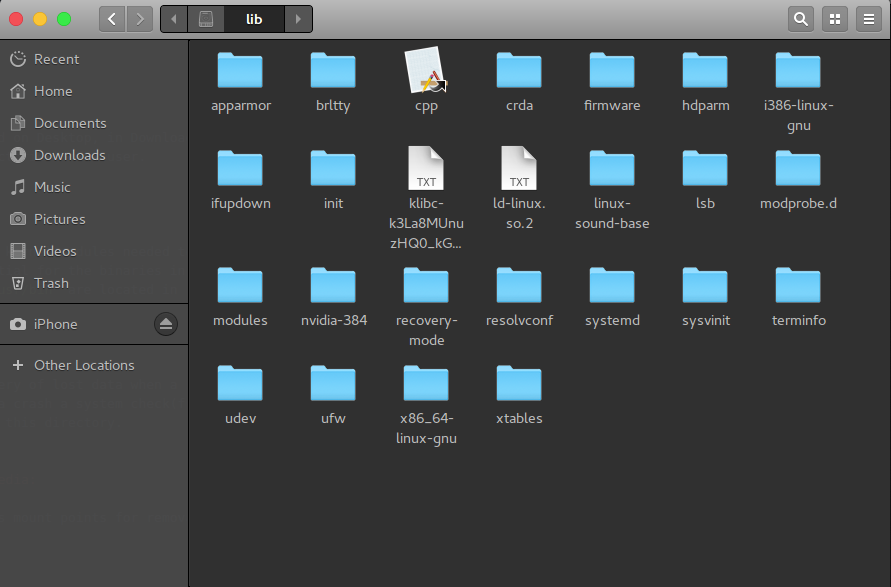 lib
Recent
Home
Documents
Downloads
Music
Pictures
Videos
Trash
iPhone
Other Locations
apparmor
brltty
cpp
crda
firmware
hdparm
i386-linux-
gnu
ifupdown
init
TXT
klibc-
k3La8MUnu
zHQ0_kG...
TXT
ld-linux.
so.2
linux-
sound-base
lsb
modprobe.d
modules
nvidia-384
recovery-
mode
resolvconf
systemd
sysvinit
terminfo
udev
ufw
x86_64-
linux-gnu
xtables